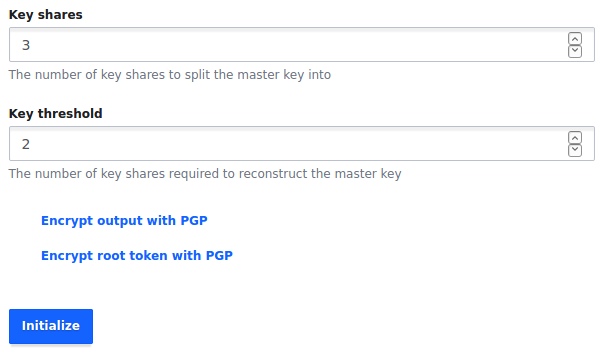 Key shares
3
The number of key shares to split the master key into
Key threshold
2
The number of key shares required to reconstruct the master key
Encrypt output with PGP
Encrypt root token with PGP
Initialize